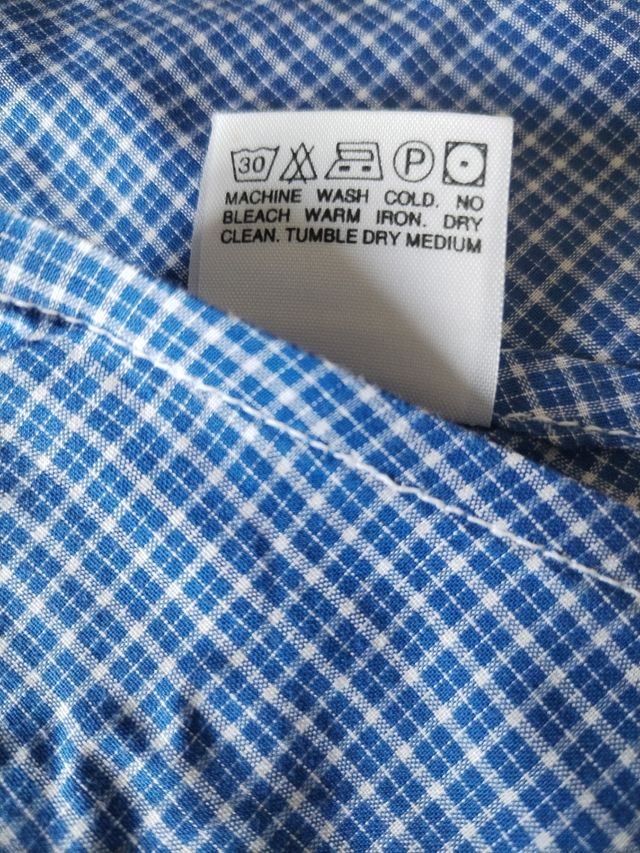 30 P
MACHINE WASH COLD. NO
BLEACH WARM IRON. DRY
CLEAN. TUMBLE DRY MEDIUM